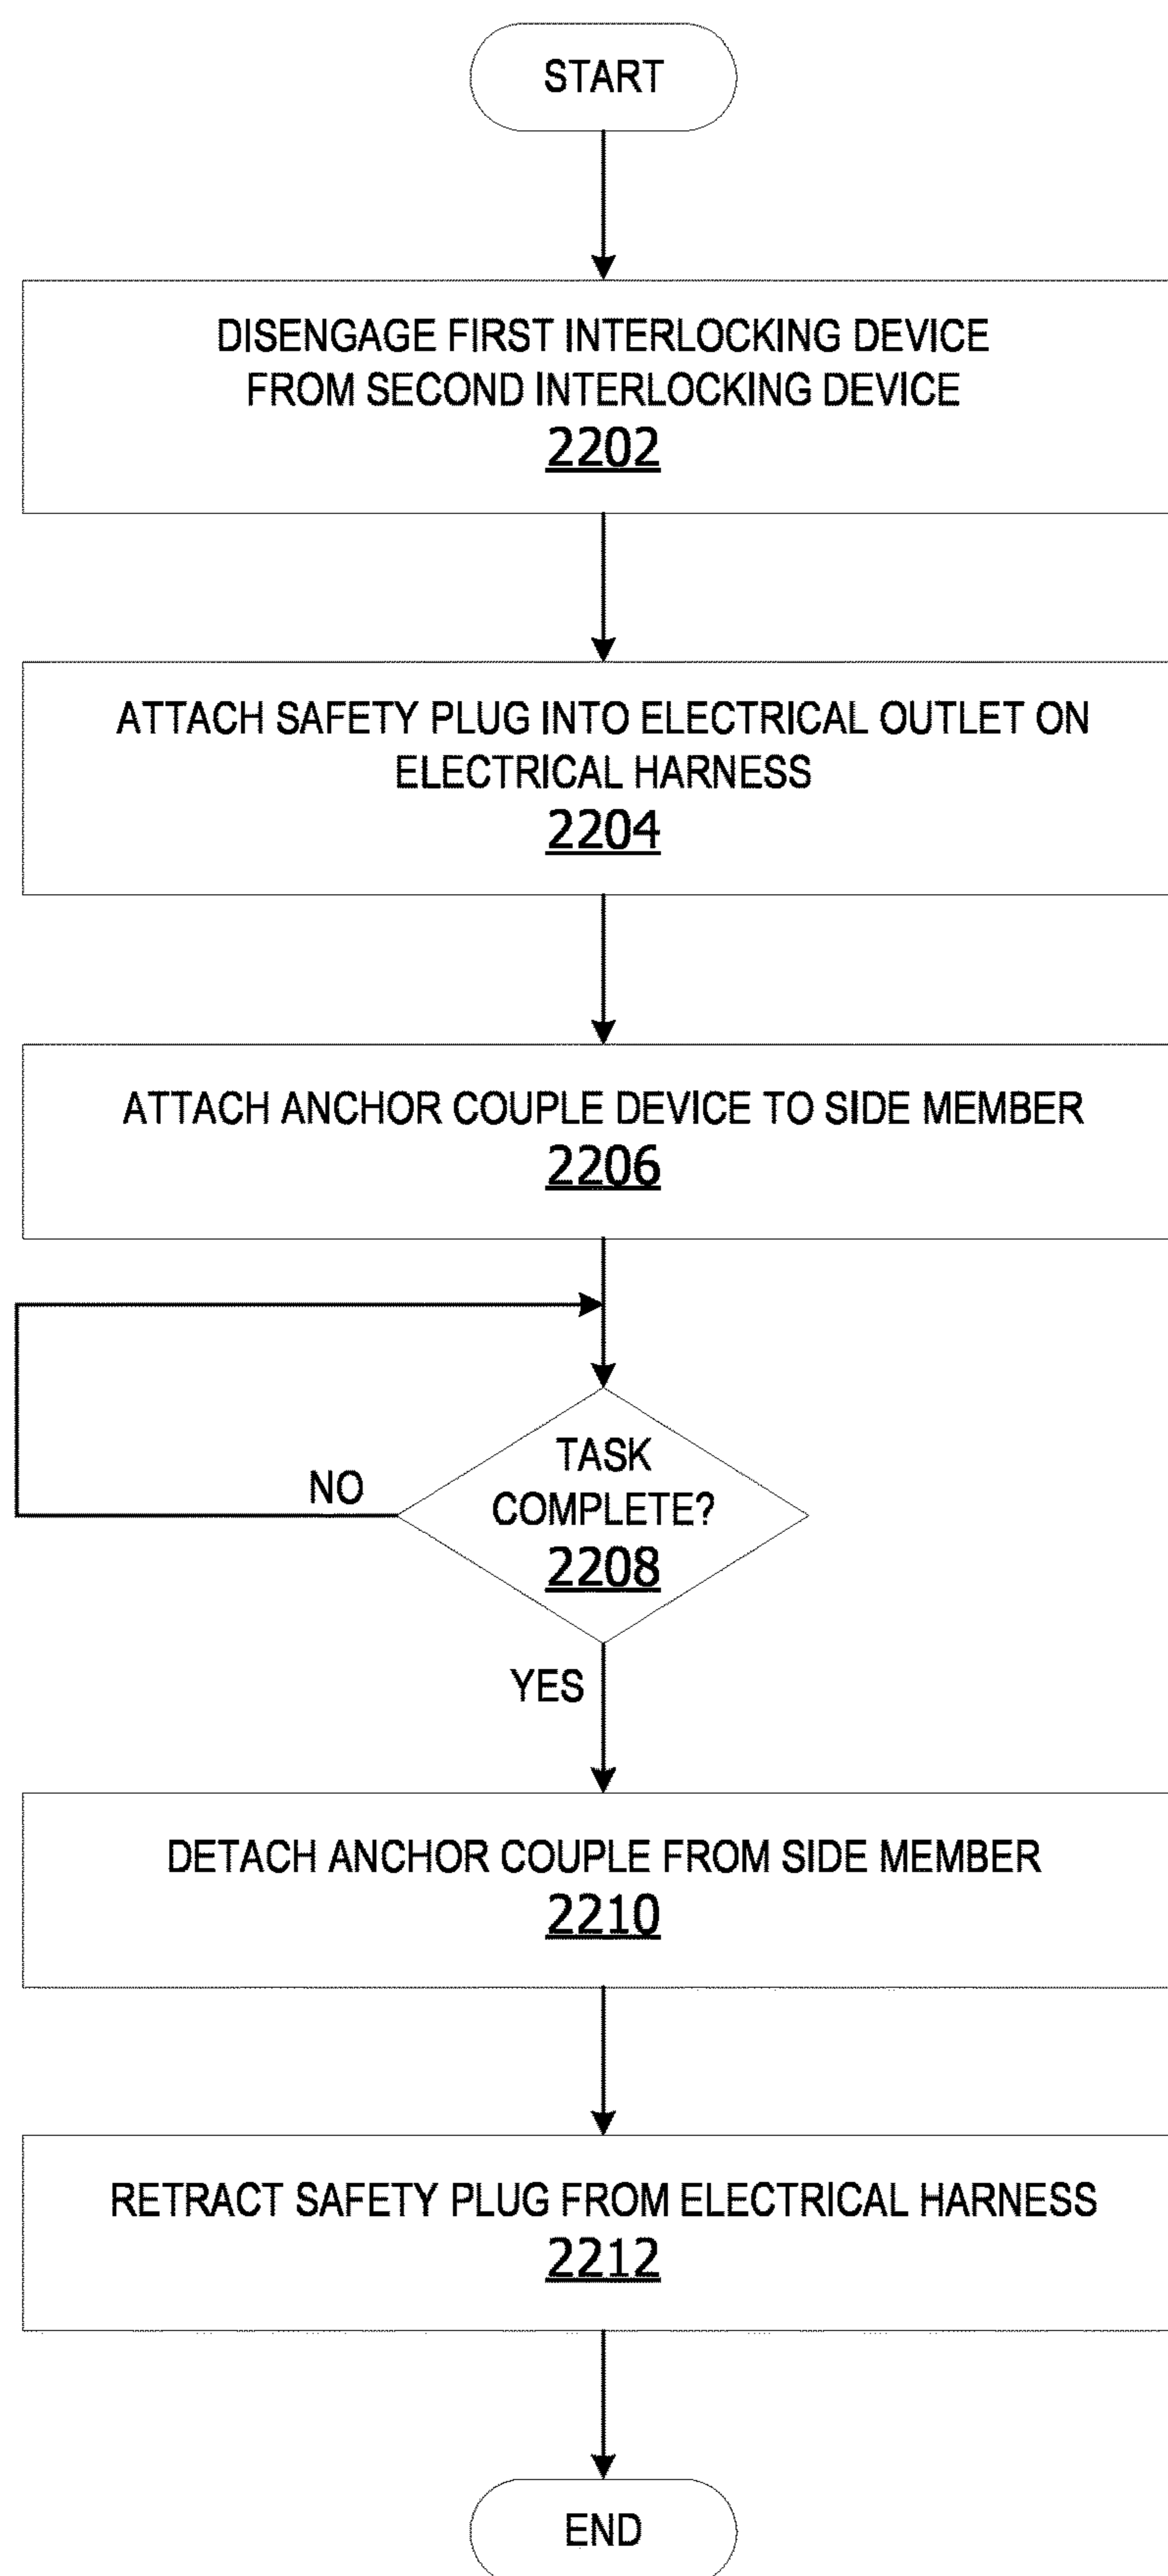 START
DISENGAGE FIRST INTERLOCKING DEVICE
FROM SECOND INTERLOCKING DEVICE
2202
ATTACH SAFETY PLUG INTO ELECTRICAL OUTLET ON
ELECTRICAL HARNESS
2204
ATTACH ANCHOR COUPLE DEVICE TO SIDE MEMBER
2206
TASK
COMPLETE?
2208
NO
YES
DETACH ANCHOR COUPLE FROM SIDE MEMBER
2210
RETRACT SAFETY PLUG FROM ELECTRICAL HARNESS
2212
END